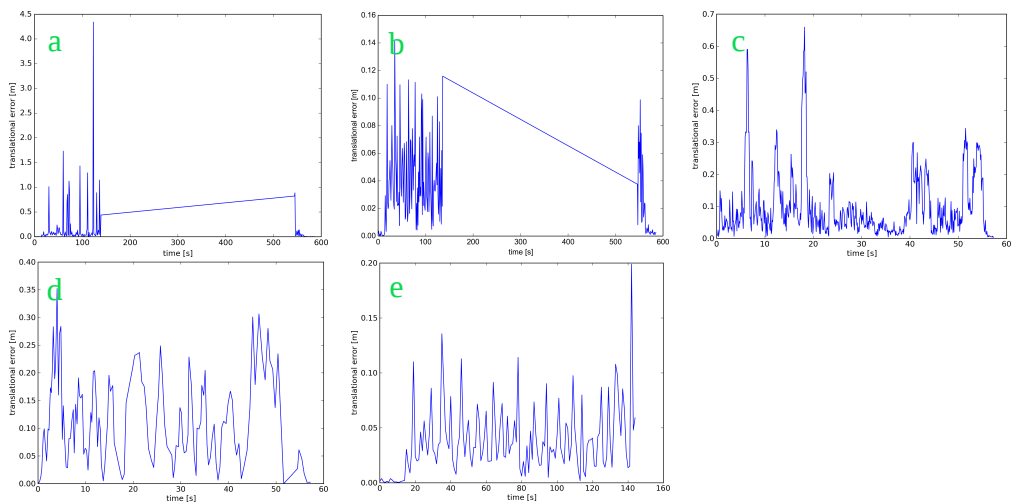 a
4.5
4.0
3.5
3.0
2.5
2.0
1.5
1.0
0.5
0.0
translational error [m]
0 100 200 300 400 500 600
time [s]
b
0.16
0.14
0.12
0.10
0.08
0.06
0.04
0.02
0.00
translational error [m]
0 100 200 300 400 500 600
time [s]
c
0.7
0.6
0.5
0.4
0.3
0.2
0.1
0.0
translational error [m]
0 10 20 30 40 50 60
time [s]
d
0.40
0.35
0.30
0.25
0.20
0.15
0.10
0.05
0.00
translational error [m]
0 10 20 30 40 50 60
time [s]
e
0.20
0.15
0.10
0.05
0.00
translational error [m]
0 20 40 60 80 100 120 140 160
time [s]